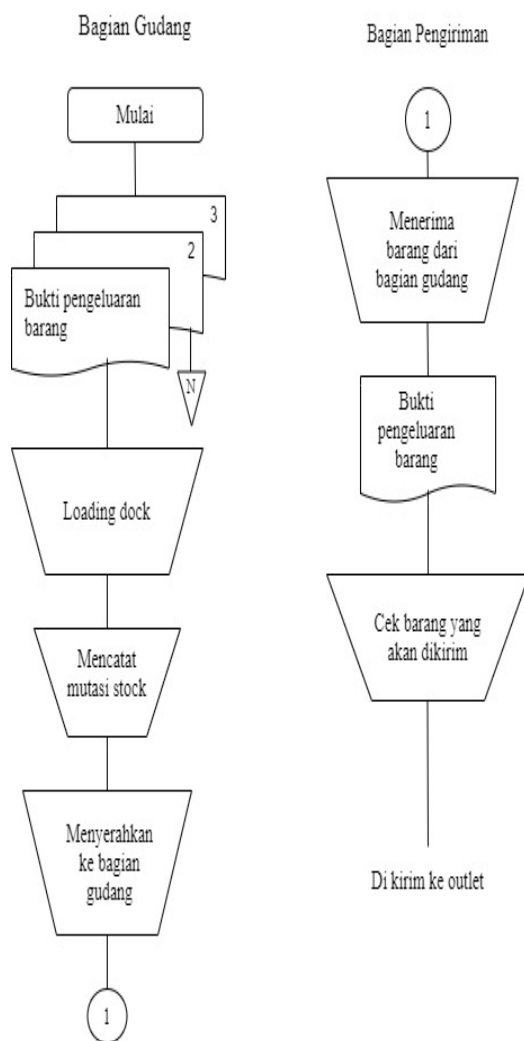 Bagian Gudang
Mulai
3
2
Bukti pengeluaran
barang
N
Loading dock
Mencatat
mutasi stock
Menyerahkan
ke bagian
gudang
1
Bagian Pengiriman
1
Menerima
barang dari
bagian gudang
Bukti
pengeluaran
barang
Cek barang yang
akan dikirim
Di kirim ke outlet